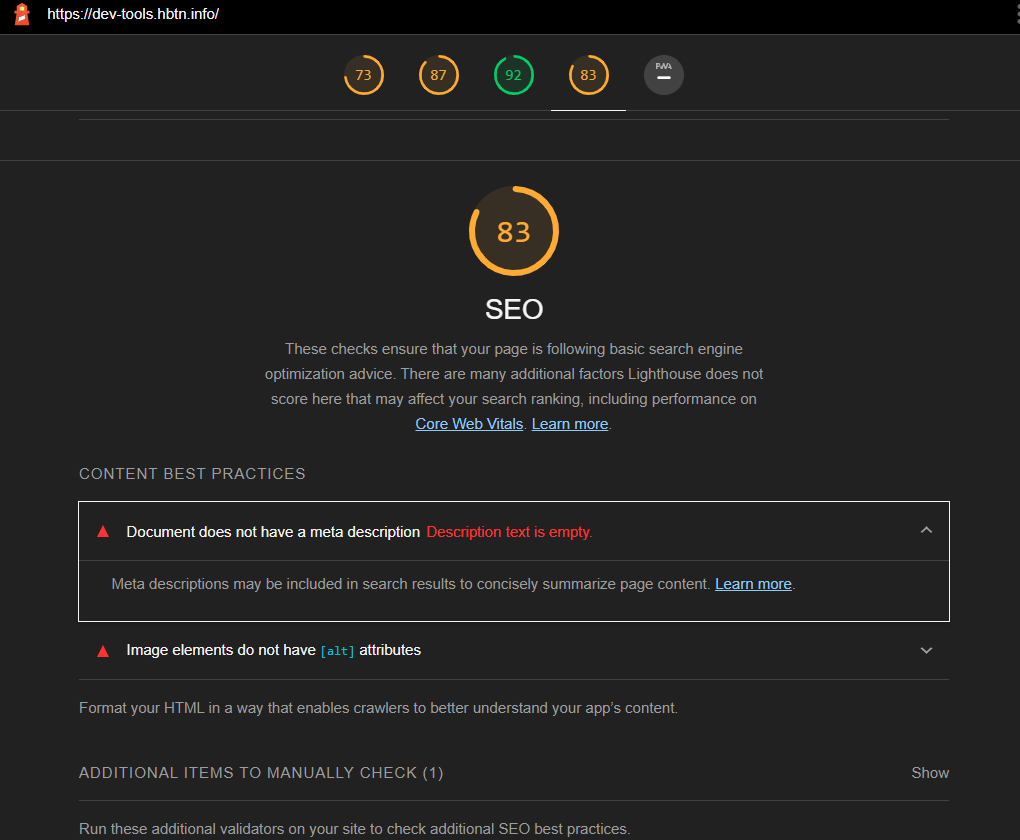 https://dev-tools.hbtn.info/
73 87 92 83 PWA
83
SEO
These checks ensure that your page is following basic search engine
optimization advice. There are many additional factors Lighthouse does not
score here that may affect your search ranking, including performance on
Core Web Vitals. Learn more.
CONTENT BEST PRACTICES
Document does not have a meta description Description text is empty.
Meta descriptions may be included in search results to concisely summarize page content. Learn more.
Image elements do not have [alt] attributes
Format your HTML in a way that enables crawlers to better understand your app’s content.
ADDITIONAL ITEMS TO MANUALLY CHECK (1) Show
Run these additional validators on your site to check additional SEO best practices.